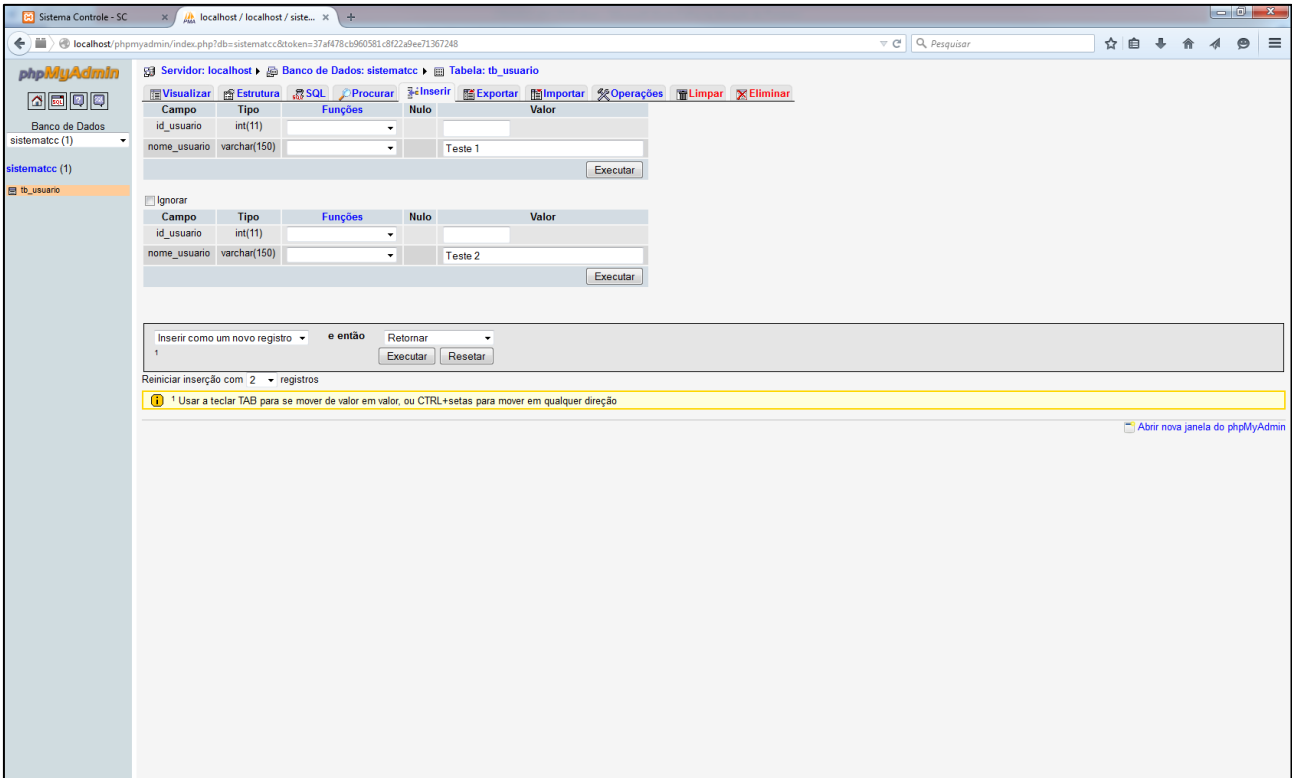 Sistema Controle - SC
localhost / localhost / siste...
localhost/phpmyadmin/index.php?db=sistematcc&token=37af478cb960581c8f22a9ee71367248
Pesquisar
phpMyAdmin
Banco de Dados
sistematcc (1)
sistematcc (1)
tb_usuario
Servidor: localhost Banco de Dados: sistematcc Tabela: tb_usuario
Visualizar Estrutura SQL Procurar Inserir Exportar Importar Operações Limpar Eliminar
Campo Tipo Funções Nulo Valor
id_usuario int(11)
nome_usuario varchar(150) Teste 1
Executar
Ignorar
Campo Tipo Funções Nulo Valor
id_usuario int(11)
nome_usuario varchar(150) Teste 2
Executar
Inserir como um novo registro e então Retornar
1
Executar Resetar
Reiniciar inserção com 2 registros
1 Usar a teclar TAB para se mover de valor em valor, ou CTRL+setas para mover em qualquer direção
Abrir nova janela do phpMyAdmin